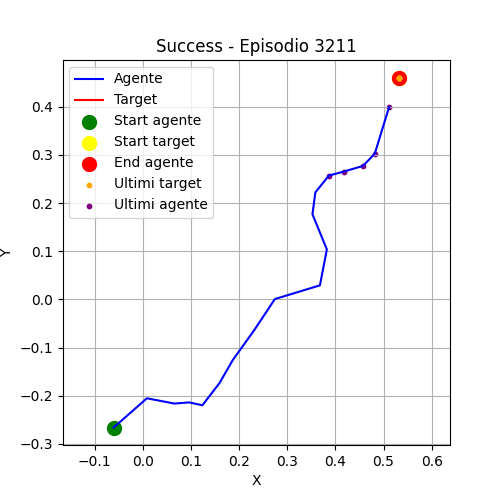 Success - Episodio 3211
Agente
Target
Start agente
Start target
End agente
Ultimi target
Ultimi agente
Y
0.4
0.3
0.2
0.1
0.0
−0.1
−0.2
−0.3
−0.1
0.0
0.1
0.2
0.3
0.4
0.5
0.6
X